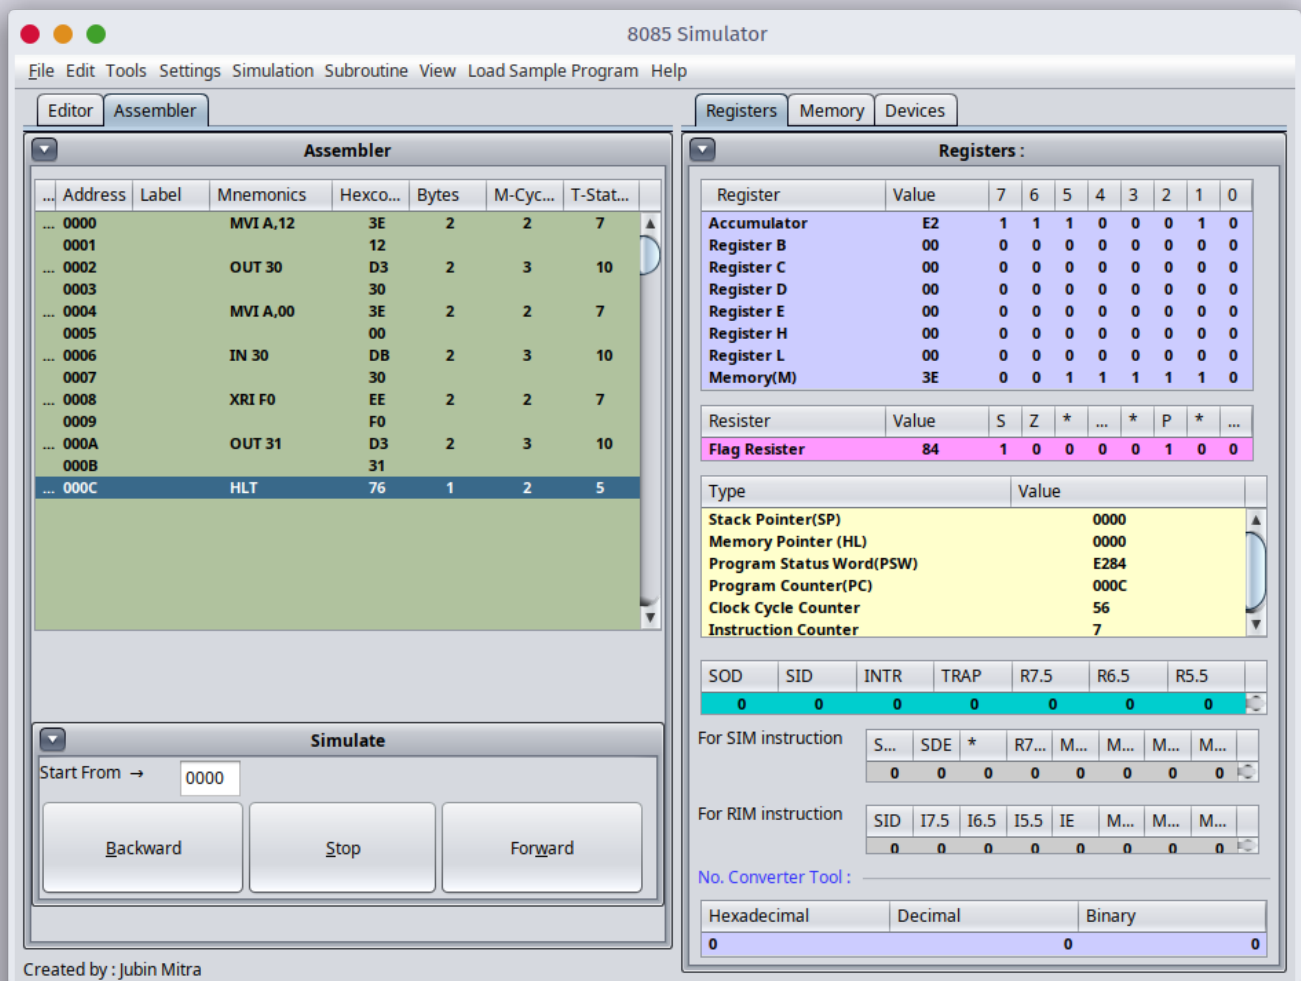 8085 Simulator
File Edit Tools Settings Simulation Subroutine View Load Sample Program Help
Editor Assembler
Assembler
... Address Label Mnemonics Hexco... Bytes M-Cyc... T-Stat...
... 0000 MVI A,12 3E 2 2 7
0001 12
... 0002 OUT 30 D3 2 3 10
0003 30
... 0004 MVI A,00 3E 2 2 7
0005 00
... 0006 IN 30 DB 2 3 10
0007 30
... 0008 XRI F0 EE 2 2 7
0009 F0
... 000A OUT 31 D3 2 3 10
000B 31
... 000C HLT 76 1 2 5
Simulate
Start From → 0000
Backward Stop Forward
Created by : Jubin Mitra
Registers Memory Devices
Registers :
Register Value 7 6 5 4 3 2 1 0
Accumulator E2 1 1 1 0 0 0 1 0
Register B 00 0 0 0 0 0 0 0 0
Register C 00 0 0 0 0 0 0 0 0
Register D 00 0 0 0 0 0 0 0 0
Register E 00 0 0 0 0 0 0 0 0
Register H 00 0 0 0 0 0 0 0 0
Register L 00 0 0 0 0 0 0 0 0
Memory(M) 3E 0 0 1 1 1 1 1 0
Resister Value S Z * ... * P * ...
Flag Resister 84 1 0 0 0 0 1 0 0
Type Value
Stack Pointer(SP) 0000
Memory Pointer (HL) 0000
Program Status Word(PSW) E284
Program Counter(PC) 000C
Clock Cycle Counter 56
Instruction Counter 7
SOD SID INTR TRAP R7.5 R6.5 R5.5
0 0 0 0 0 0 0
For SIM instruction
S... SDE * R7... M... M... M... M...
0 0 0 0 0 0 0 0
For RIM instruction
SID I7.5 I6.5 I5.5 IE M... M... M...
0 0 0 0 0 0 0 0
No. Converter Tool :
Hexadecimal Decimal Binary
0 0 0